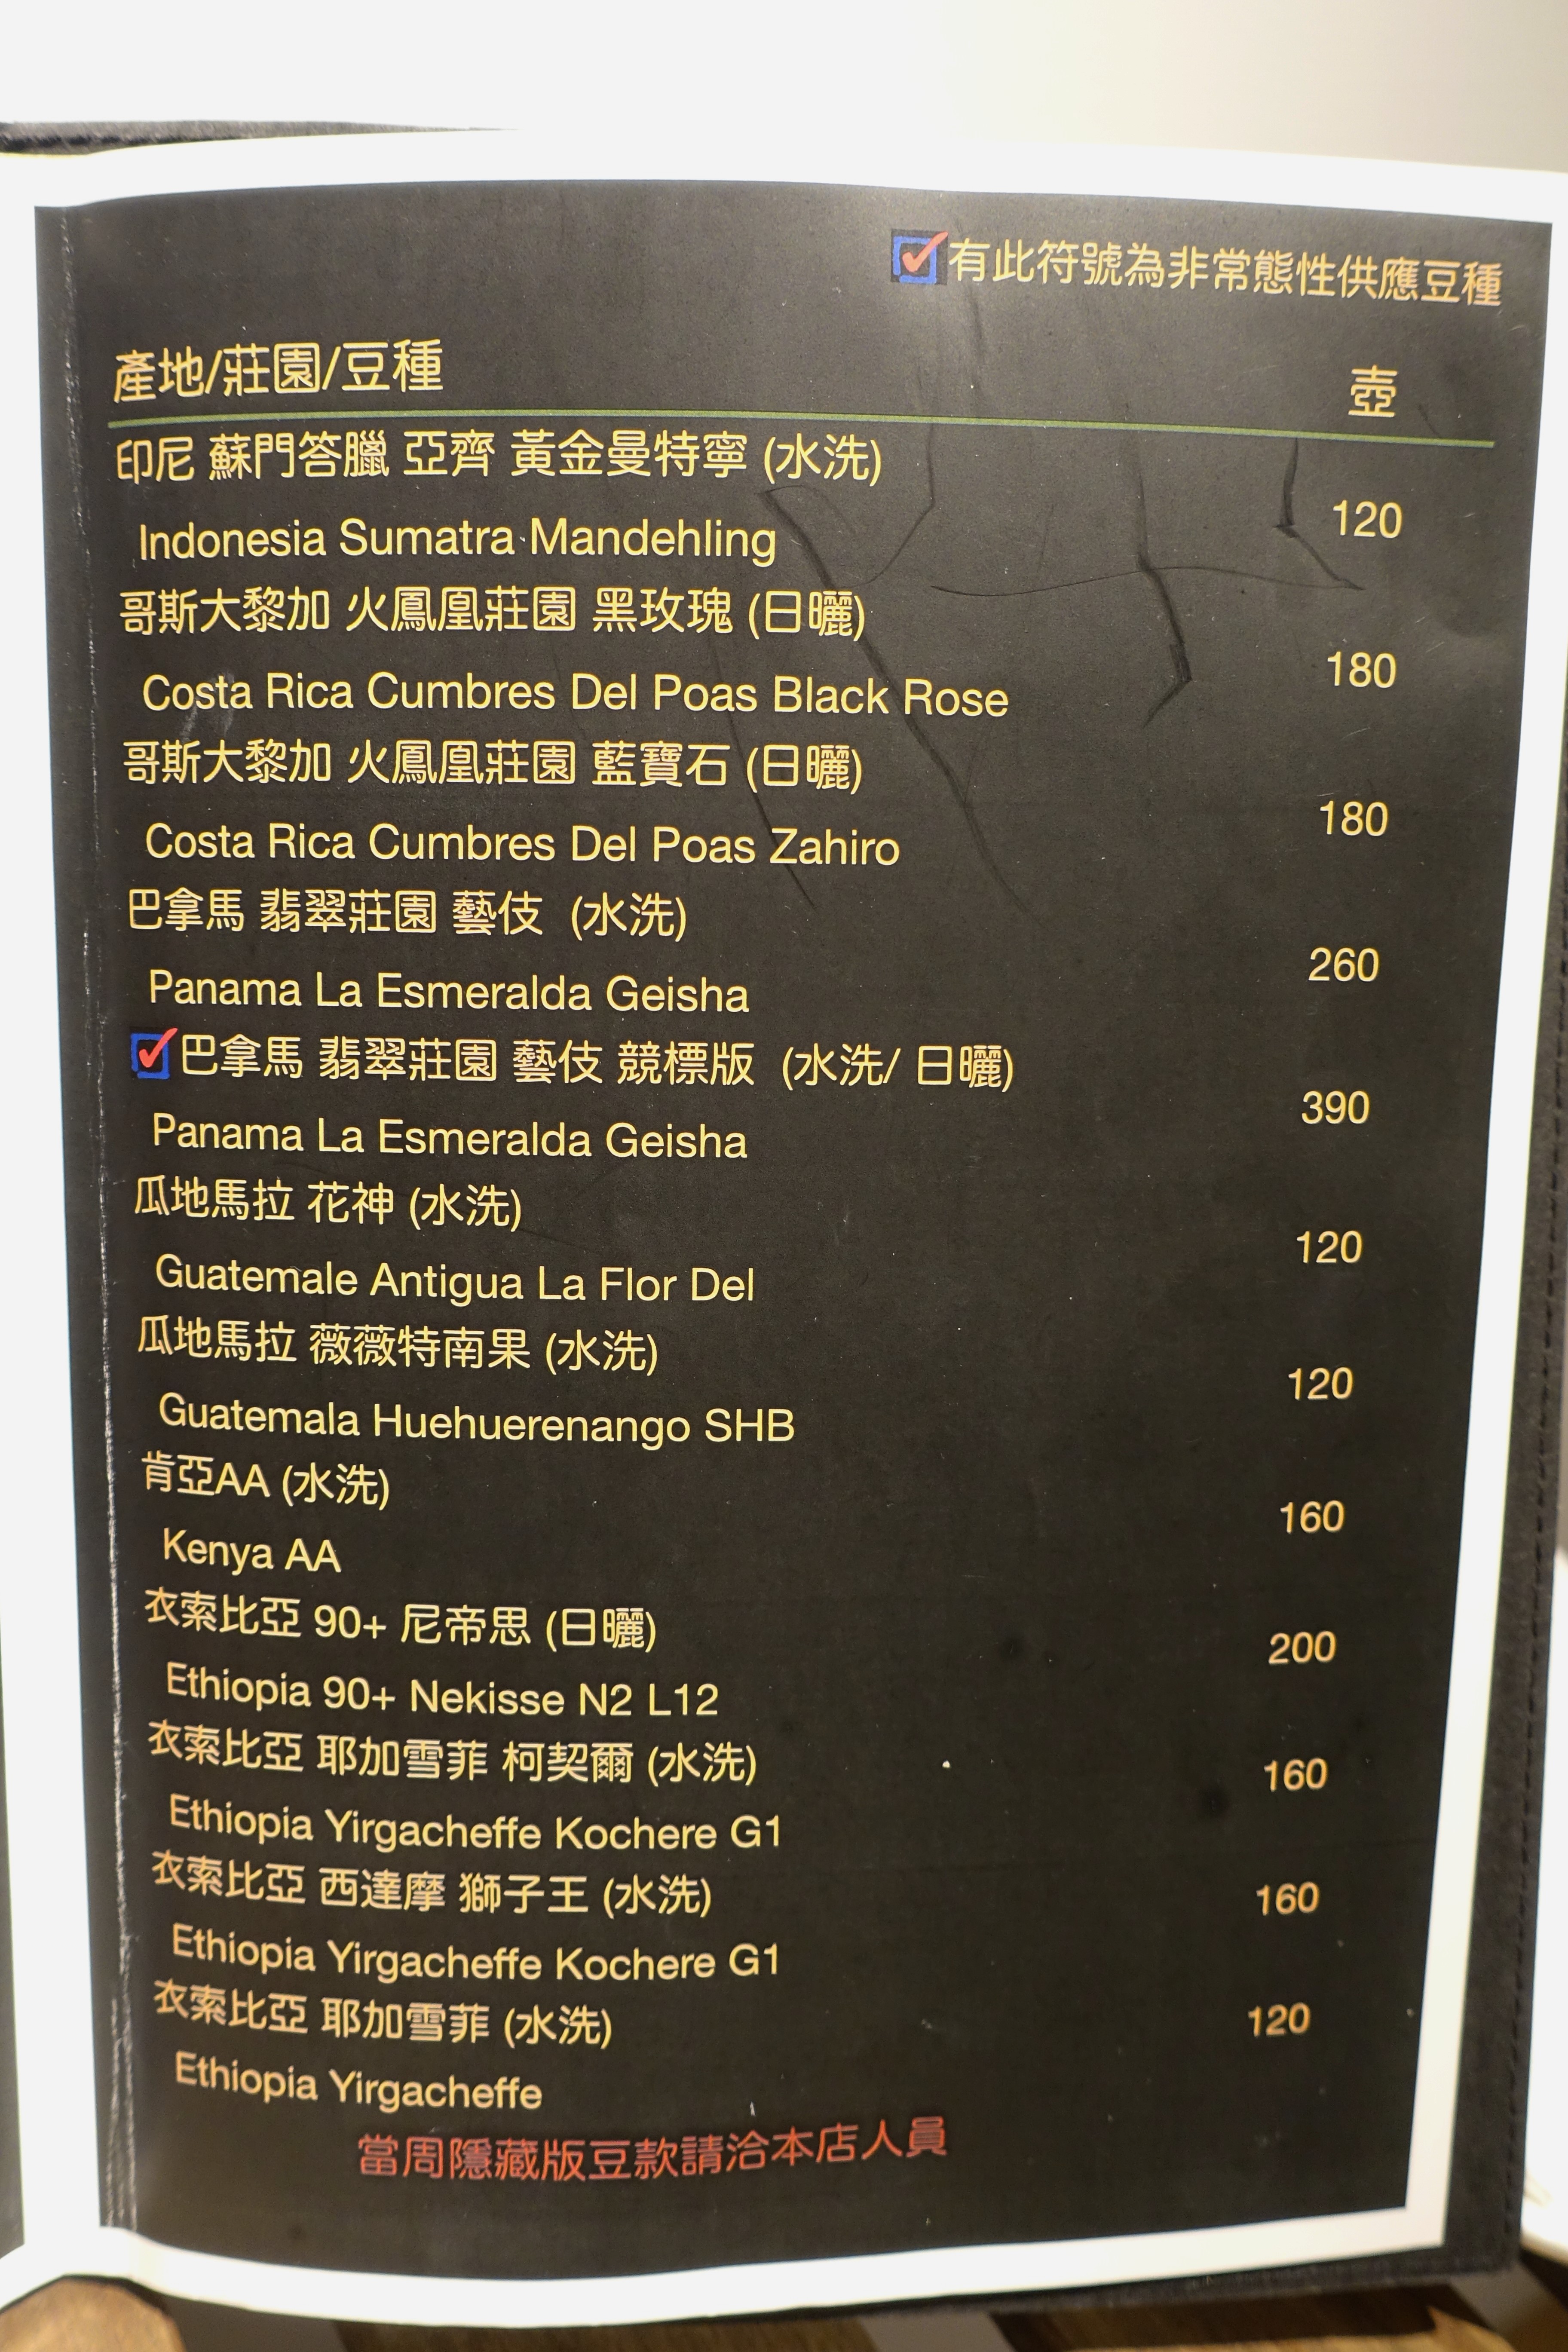 有此符號為非常態性供應豆種
產地/莊園/豆種 壺
印尼 蘇門答臘 亞齊 黃金曼特寧 (水洗)
120
Indonesia Sumatra Mandehling
哥斯大黎加 火鳳凰莊園 黑玫瑰 (日曬)
180
Costa Rica Cumbres Del Poas Black Rose
哥斯大黎加 火鳳凰莊園 藍寶石 (日曬)
180
Costa Rica Cumbres Del Poas Zahiro
巴拿馬 翡翠莊園 藝伎 (水洗)
260
Panama La Esmeralda Geisha
巴拿馬 翡翠莊園 藝伎 競標版 (水洗/ 日曬)
390
Panama La Esmeralda Geisha
瓜地馬拉 花神 (水洗)
120
Guatemale Antigua La Flor Del
瓜地馬拉 薇薇特南果 (水洗)
120
Guatemala Huehuerenango SHB
肯亞AA (水洗)
160
Kenya AA
衣索比亞 90+ 尼帝思 (日曬)
200
Ethiopia 90+ Nekisse N2 L12
衣索比亞 耶加雪菲 柯契爾 (水洗)
160
Ethiopia Yirgacheffe Kochere G1
衣索比亞 西達摩 獅子王 (水洗)
160
Ethiopia Yirgacheffe Kochere G1
衣索比亞 耶加雪菲 (水洗)
120
Ethiopia Yirgacheffe
當周隱藏版豆款請洽本店人員